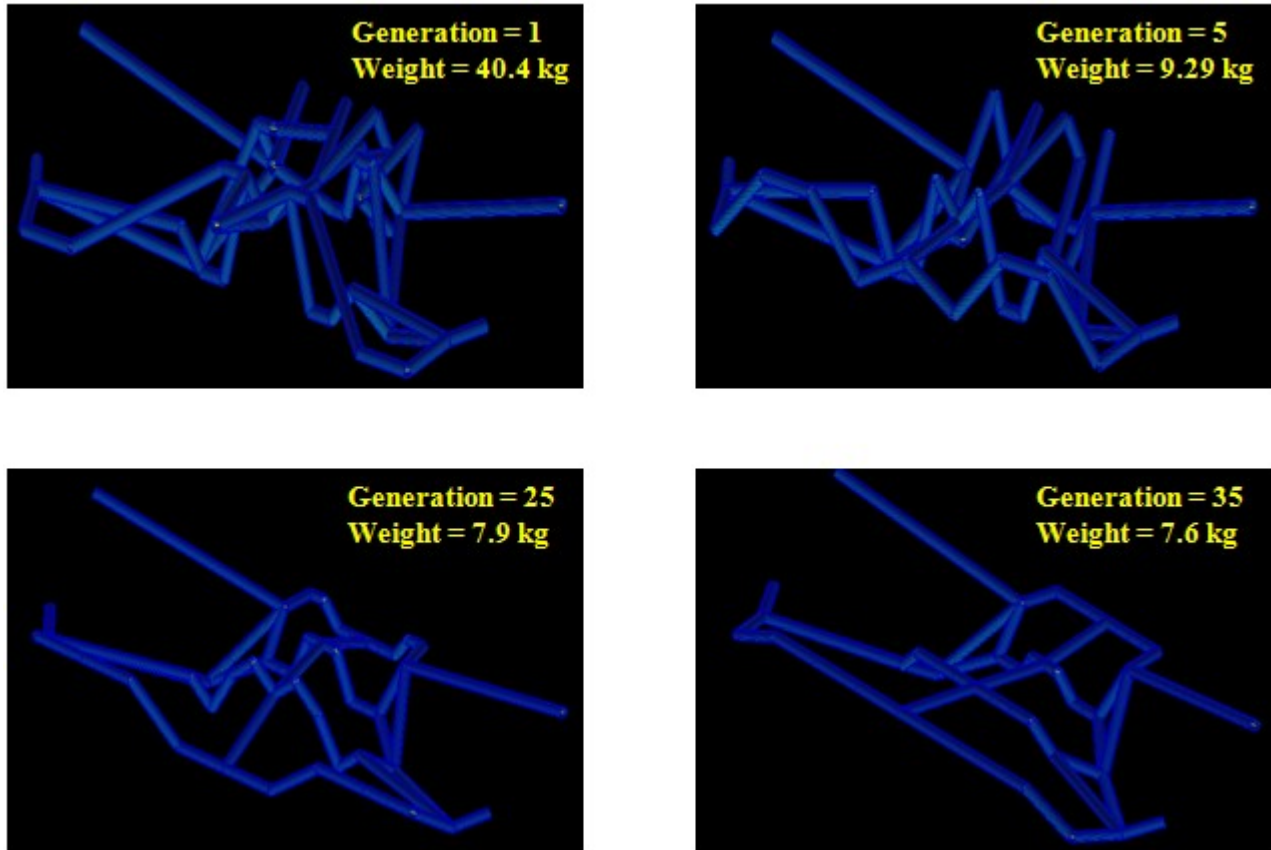 Generation = 1
Weight = 40.4 kg
Generation = 5
Weight = 9.29 kg
Generation = 25
Weight = 7.9 kg
Generation = 35
Weight = 7.6 kg